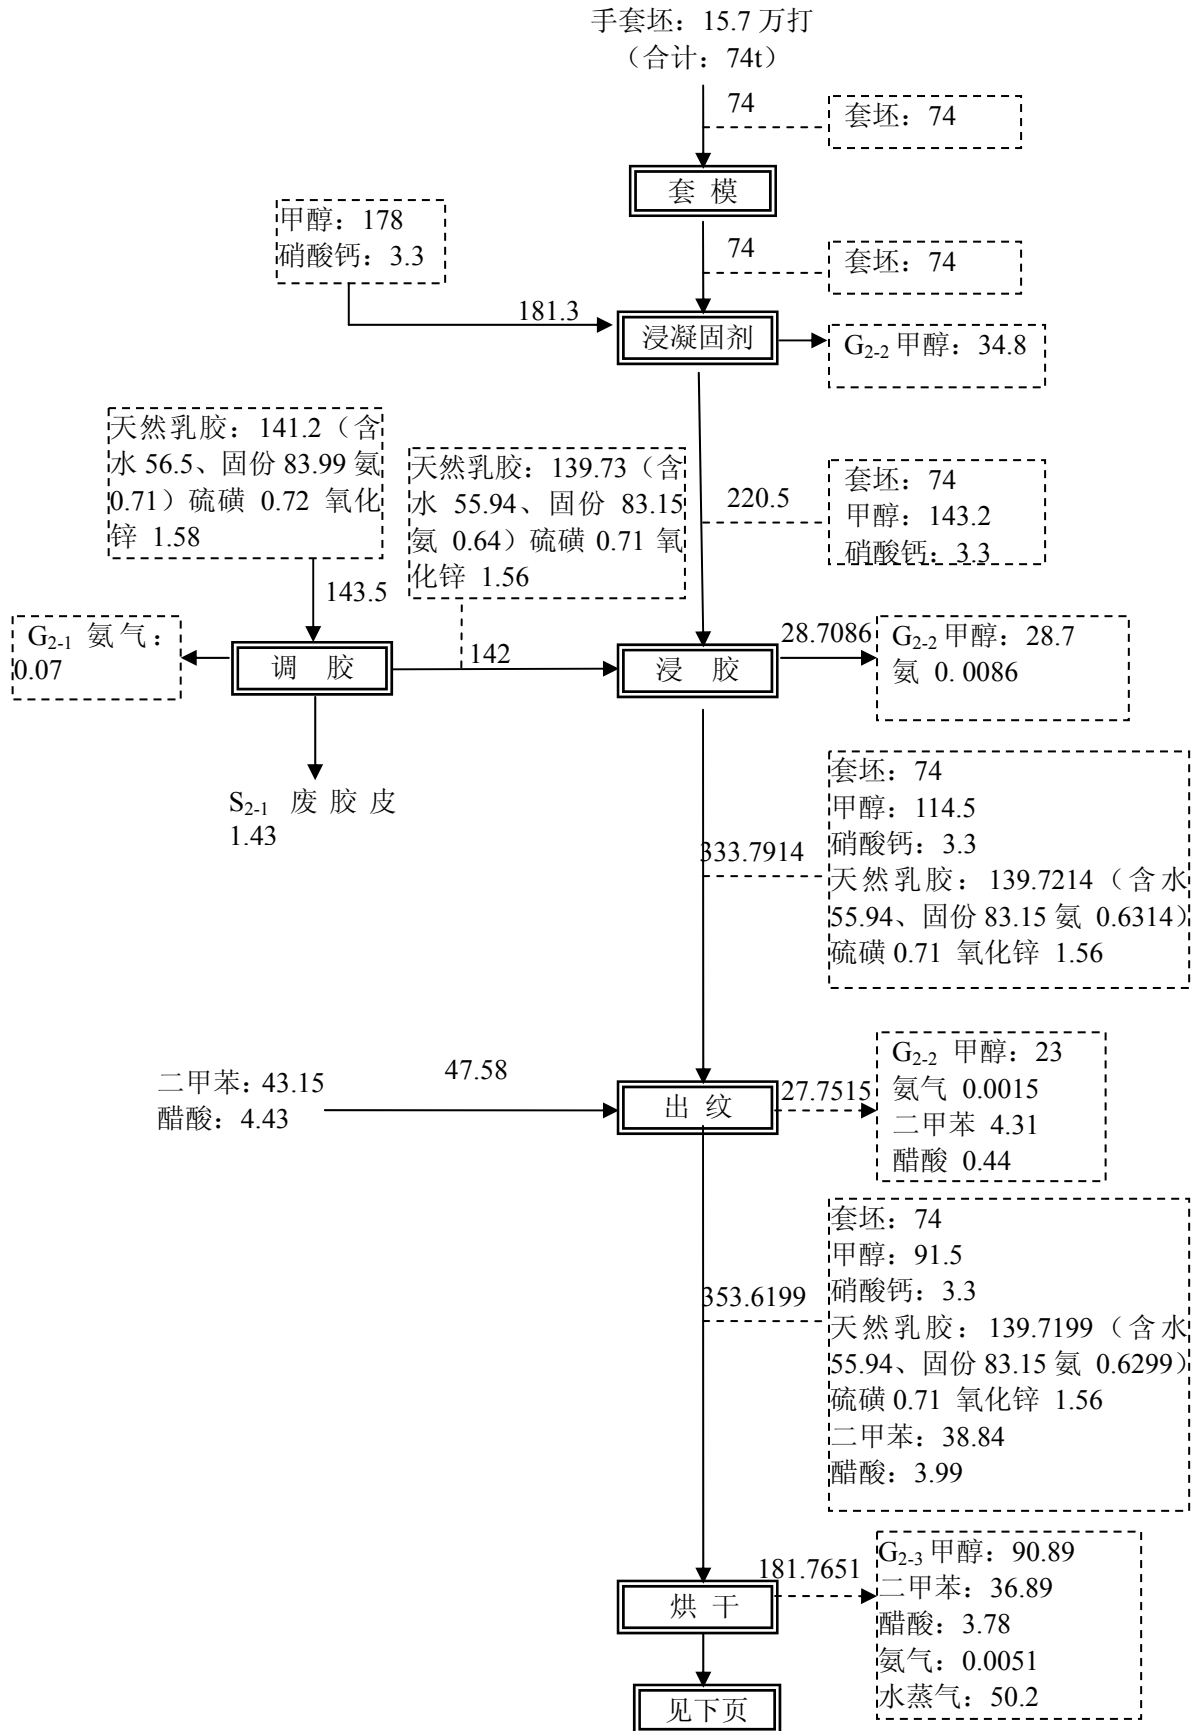 手套坯：15.7 万打
（合计：74t）
74
套坯：74
套 模
甲醇：178
硝酸钙：3.3
74
套坯：74
181.3
浸凝固剂
G2-2 甲醇：34.8
天然乳胶：141.2（含
水 56.5、固份 83.99 氨
0.71）硫磺 0.72 氧化
锌 1.58
天然乳胶：139.73（含
水 55.94、固份 83.15
氨 0.64）硫磺 0.71 氧
化锌 1.56
220.5
套坯：74
甲醇：143.2
硝酸钙：3.3
143.5
G2-1 氨气：
0.07
调 胶
142
浸 胶
28.7086
G2-2 甲醇：28.7
氨 0. 0086
S2-1 废 胶 皮
1.43
333.7914
套坯：74
甲醇：114.5
硝酸钙：3.3
天然乳胶：139.7214（含水
55.94、固份 83.15 氨 0.6314）
硫磺 0.71 氧化锌 1.56
二甲苯：43.15
醋酸：4.43
47.58
出 纹
27.7515
G2-2 甲醇：23
氨气 0.0015
二甲苯 4.31
醋酸 0.44
353.6199
套坯：74
甲醇：91.5
硝酸钙：3.3
天然乳胶：139.7199（含水
55.94、固份 83.15 氨 0.6299）
硫磺 0.71 氧化锌 1.56
二甲苯：38.84
醋酸：3.99
181.7651
烘 干
G2-3 甲醇：90.89
二甲苯：36.89
醋酸：3.78
氨气：0.0051
水蒸气：50.2
见下页